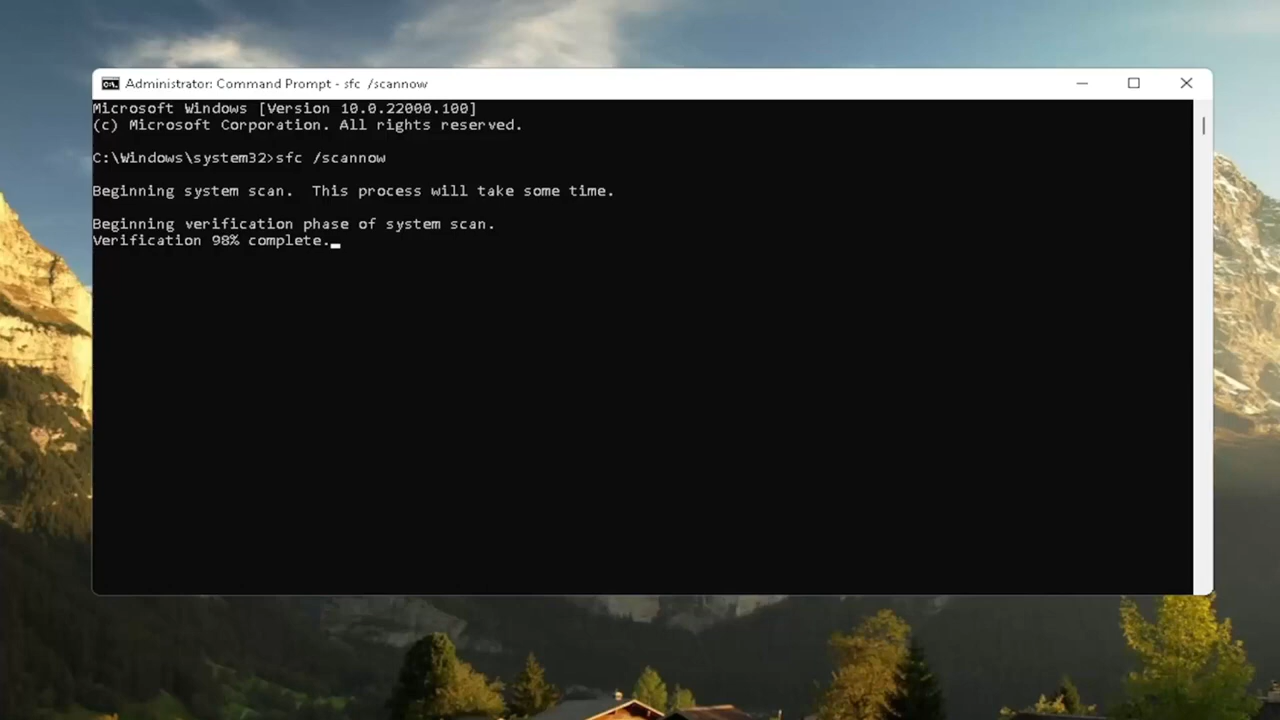 Administrator: Command Prompt - sfc  /scannow
Microsoft Windows [Version 10.0.22000.100]
(c) Microsoft Corporation. All rights reserved.
C:\Windows\system32>sfc /scannow
Beginning system scan.  This process will take some time.
Beginning verification phase of system scan.
Verification 98% complete.